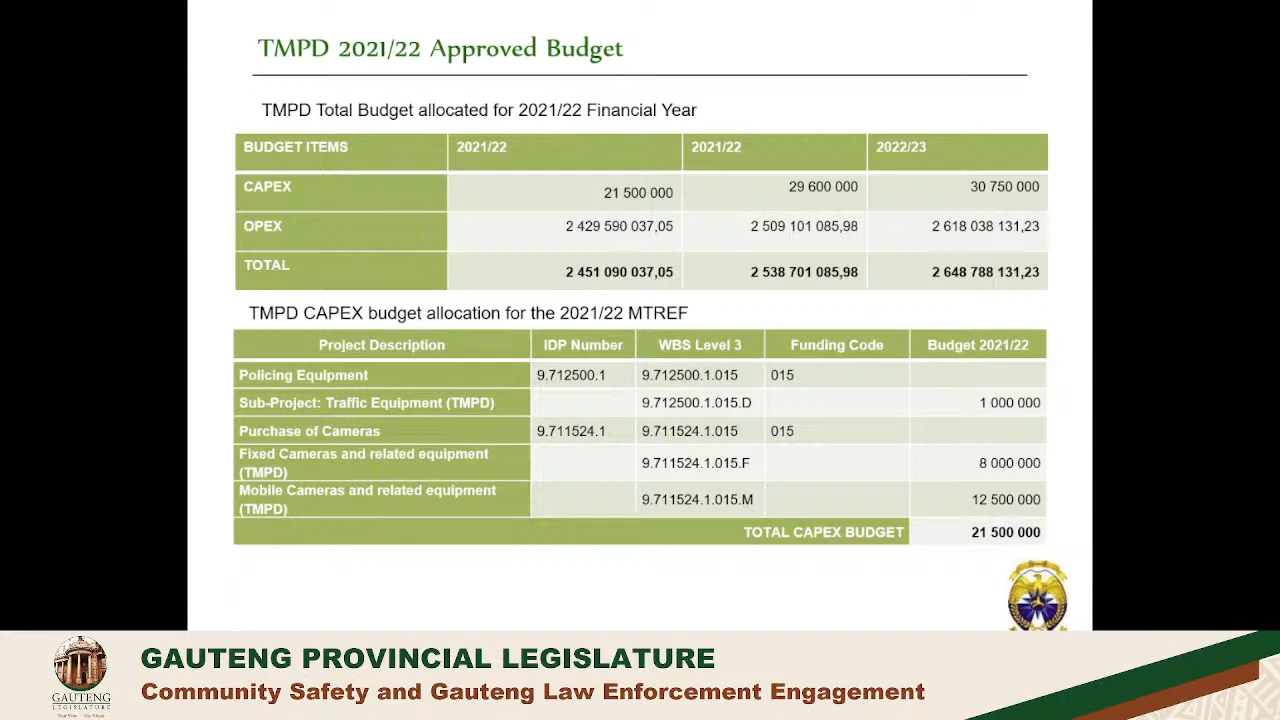 TMPD 2021/22 Approved Budget
TMPD Total Budget allocated for 2021/22 Financial Year
BUDGET ITEMS 2021/22 2021/22 2022/23
CAPEX 21 500 000 29 600 000 30 750 000
OPEX 2 429 590 037,05 2 509 101 085,98 2 618 038 131,23
TOTAL 2 451 090 037,05 2 538 701 085,98 2 648 788 131,23
TMPD CAPEX budget allocation for the 2021/22 MTREF
Project Description IDP Number WBS Level 3 Funding Code Budget 2021/22
Policing Equipment 9.712500.1 9.712500.1.015 015
Sub-Project: Traffic Equipment (TMPD) 9.712500.1.015.D 1 000 000
Purchase of Cameras 9.711524.1 9.711524.1.015 015
Fixed Cameras and related equipment
(TMPD) 9.711524.1.015.F 8 000 000
Mobile Cameras and related equipment
(TMPD) 9.711524.1.015.M 12 500 000
TOTAL CAPEX BUDGET 21 500 000
GAUTENG PROVINCIAL LEGISLATURE
Community Safety and Gauteng Law Enforcement Engagement
GAUTENG
LEGISLATURE